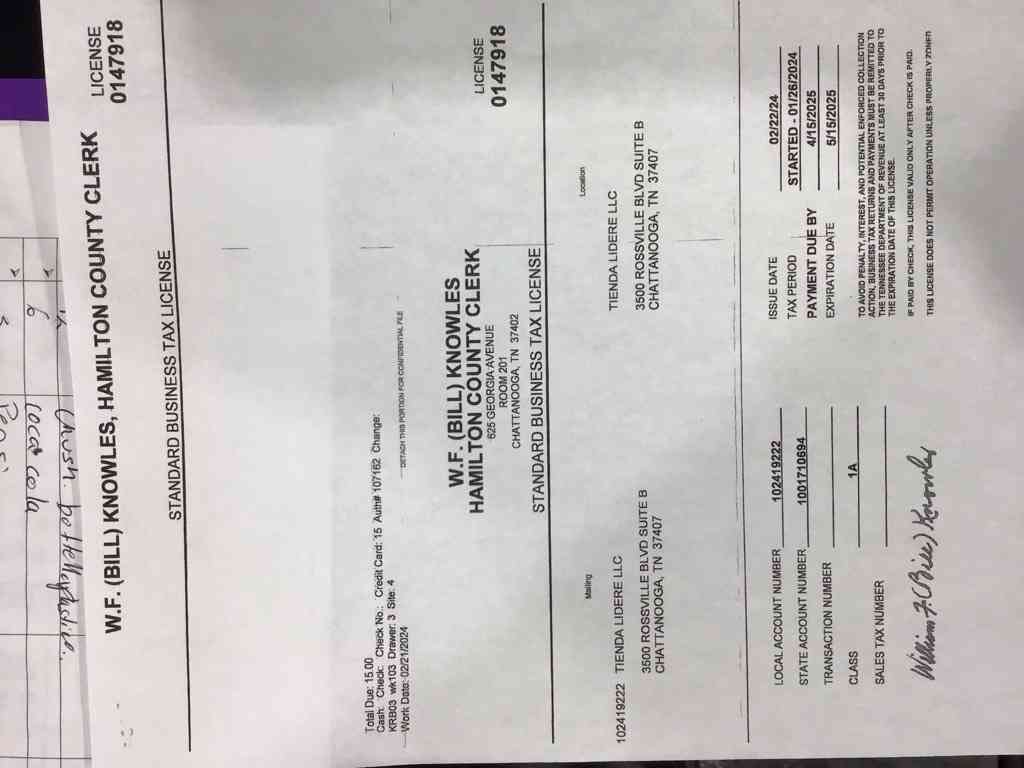 W.F. (BILL) KNOWLES, HAMILTON COUNTY CLERK
LICENSE
0147918
STANDARD BUSINESS TAX LICENSE
Total Due: 15.00
Cash: Check: Check No.: Credit Card: 15 Auth# 107162 Change:
KRB03 wk103 Drawer: 3 Site: 4
Work Date: 02/21/2024
DETACH THIS PORTION FOR CONFIDENTIAL FILE
W.F. (BILL) KNOWLES
HAMILTON COUNTY CLERK
625 GEORGIA AVENUE
ROOM 201
CHATTANOOGA, TN 37402
LICENSE
0147918
STANDARD BUSINESS TAX LICENSE
Mailing
102419222 TIENDA LIDERE LLC
3500 ROSSVILLE BLVD SUITE B
CHATTANOOGA, TN 37407
Location
TIENDA LIDERE LLC
3500 ROSSVILLE BLVD SUITE B
CHATTANOOGA, TN 37407
LOCAL ACCOUNT NUMBER 102419222
STATE ACCOUNT NUMBER 1001710694
TRANSACTION NUMBER
CLASS 1A
SALES TAX NUMBER
ISSUE DATE 02/22/24
TAX PERIOD STARTED - 01/26/2024
PAYMENT DUE BY 4/15/2025
EXPIRATION DATE 5/15/2025
TO AVOID PENALTY, INTEREST, AND POTENTIAL ENFORCED COLLECTION
ACTION, BUSINESS TAX RETURNS AND PAYMENTS MUST BE REMITTED TO
THE TENNESSEE DEPARTMENT OF REVENUE AT LEAST 30 DAYS PRIOR TO
THE EXPIRATION DATE OF THIS LICENSE.
IF PAID BY CHECK, THIS LICENSE VALID ONLY AFTER CHECK IS PAID.
THIS LICENSE DOES NOT PERMIT OPERATION UNLESS PROPERLY ZONED
William F. (Bill) Knowles
Coca cola
6